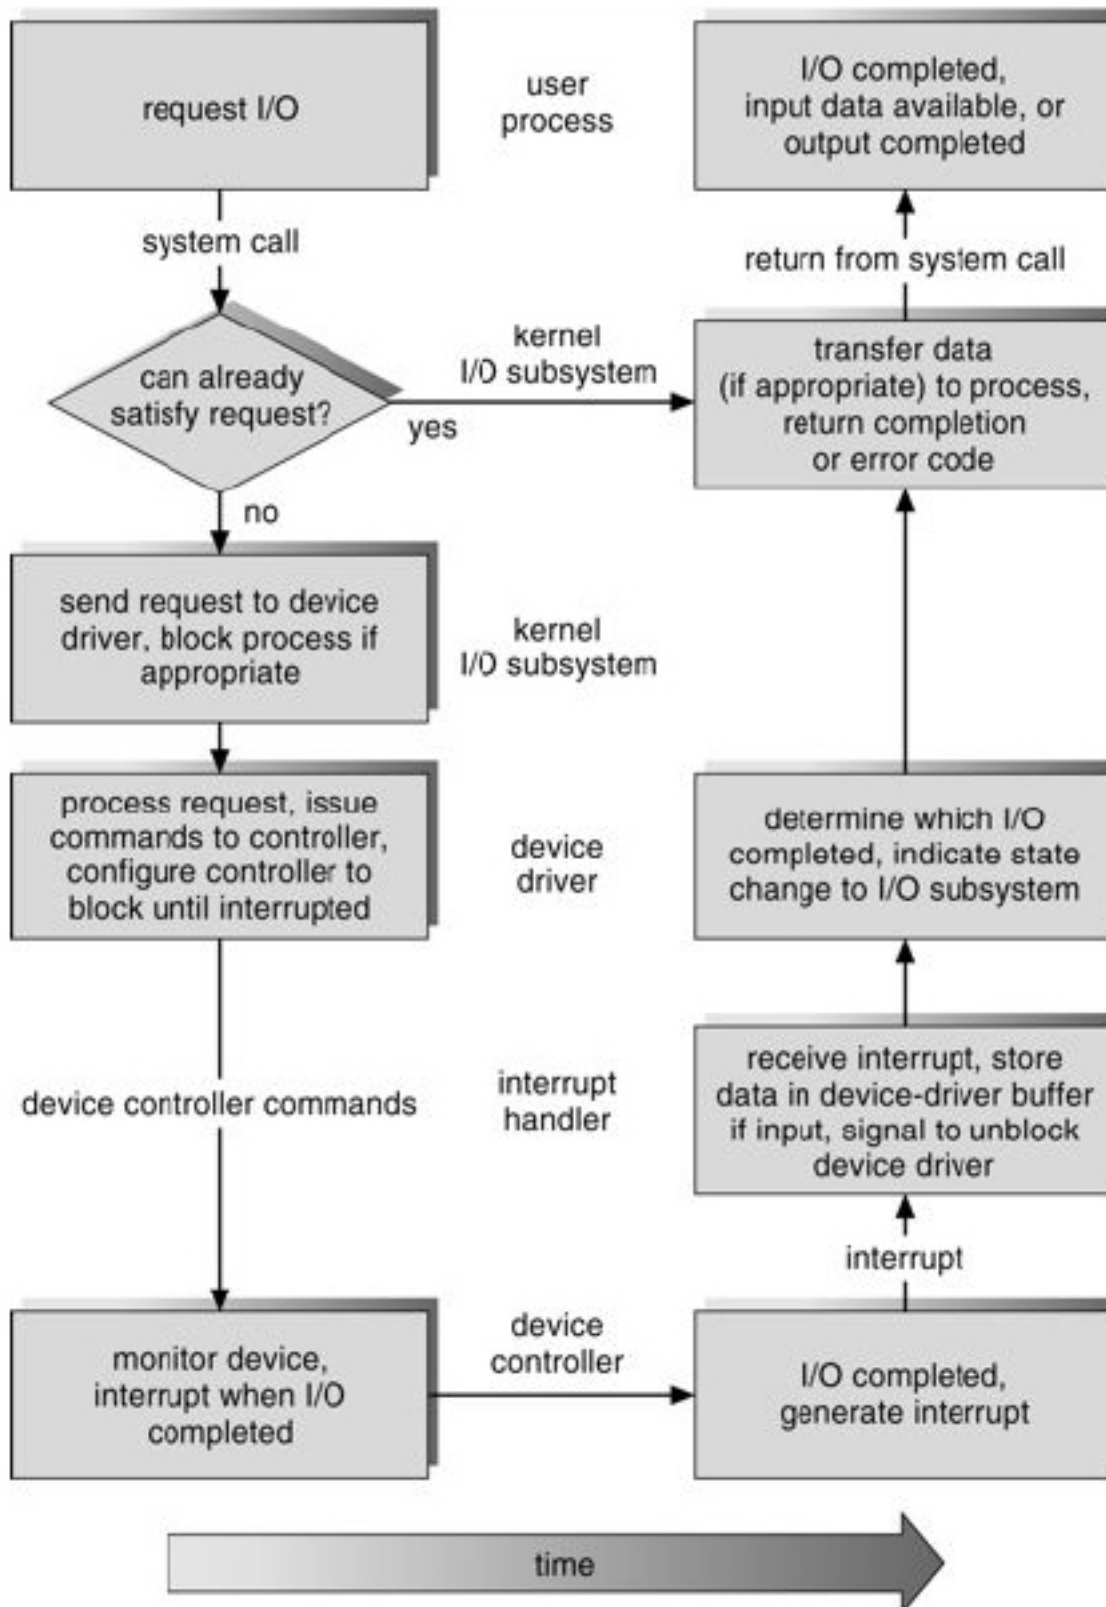 request I/O
user
process
I/O completed,
input data available, or
output completed
system call
return from system call
can already
satisfy request?
yes
kernel
I/O subsystem
transfer data
(if appropriate) to process,
return completion
or error code
no
send request to device
driver, block process if
appropriate
kernel
I/O subsystem
process request, issue
commands to controller,
configure controller to
block until interrupted
device
driver
determine which I/O
completed, indicate state
change to I/O subsystem
device controller commands
interrupt
handler
receive interrupt, store
data in device-driver buffer
if input, signal to unblock
device driver
interrupt
monitor device,
interrupt when I/O
completed
device
controller
I/O completed,
generate interrupt
time